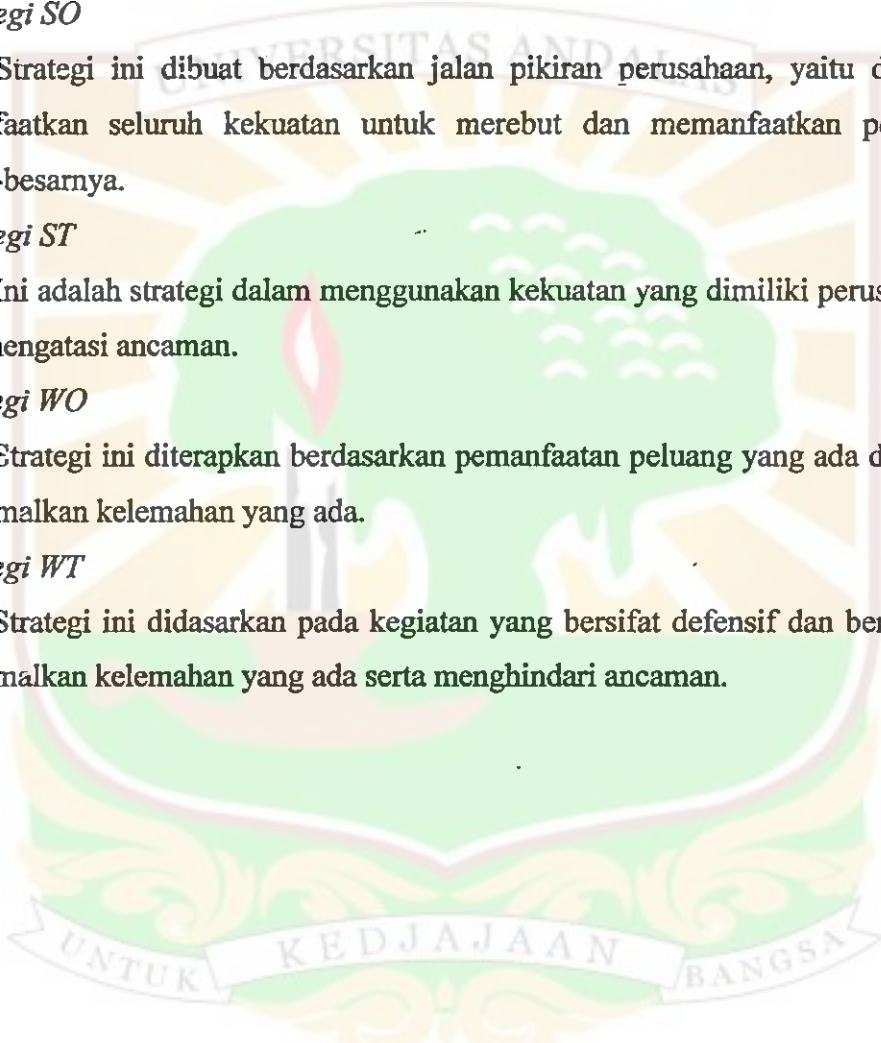 egi SO
Strategi ini dibuat berdasarkan jalan pikiran perusahaan, yaitu d
faatkan seluruh kekuatan untuk merebut dan memanfaatkan pe
-besarnya.
egi ST
Ini adalah strategi dalam menggunakan kekuatan yang dimiliki perus
mengatasi ancaman.
egi WO
Strategi ini diterapkan berdasarkan pemanfaatan peluang yang ada d
malkan kelemahan yang ada.
egi WT
Strategi ini didasarkan pada kegiatan yang bersifat defensif dan ber
malkan kelemahan yang ada serta menghindari ancaman.
UNIVERSITAS ANDALAS
UNTUK KEDJAJAAN BANGSA